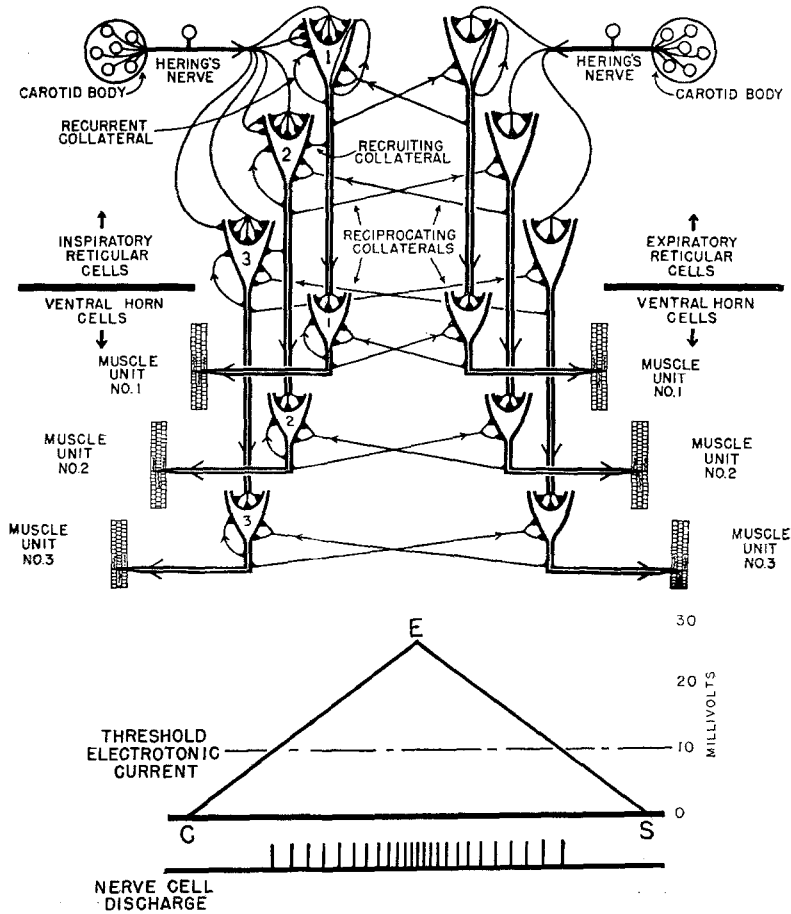 1
HERING'S
NERVE
CAROTID BODY
HERING'S
NERVE
CAROTID BODY
RECURRENT
COLLATERAL
RECRUITING
COLLATERAL
2
RECIPROCATING
COLLATERALS
3
INSPIRATORY
RETICULAR
CELLS
EXPIRATORY
RETICULAR
CELLS
VENTRAL HORN
CELLS
VENTRAL HORN
CELLS
1
MUSCLE
UNIT
NO.1
MUSCLE
UNIT
NO.1
2
MUSCLE
UNIT
NO.2
MUSCLE
UNIT
NO.2
3
MUSCLE
UNIT
NO.3
MUSCLE
UNIT
NO.3
E
30
20
MILLIVOLTS
THRESHOLD
ELECTROTONIC
CURRENT
10
0
C
S
NERVE CELL
DISCHARGE